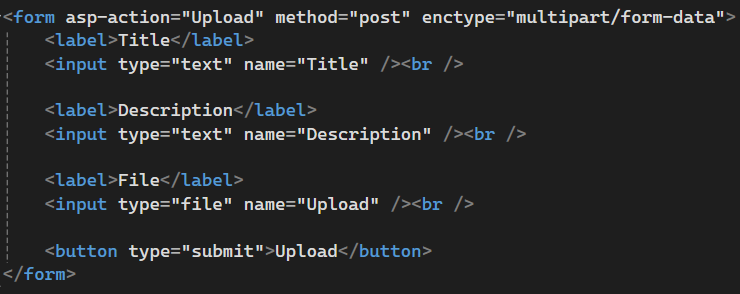 <form asp-action="Upload" method="post" enctype="multipart/form-data">
    <label>Title</label>
    <input type="text" name="Title" /><br />

    <label>Description</label>
    <input type="text" name="Description" /><br />

    <label>File</label>
    <input type="file" name="Upload" /><br />

    <button type="submit">Upload</button>
</form>